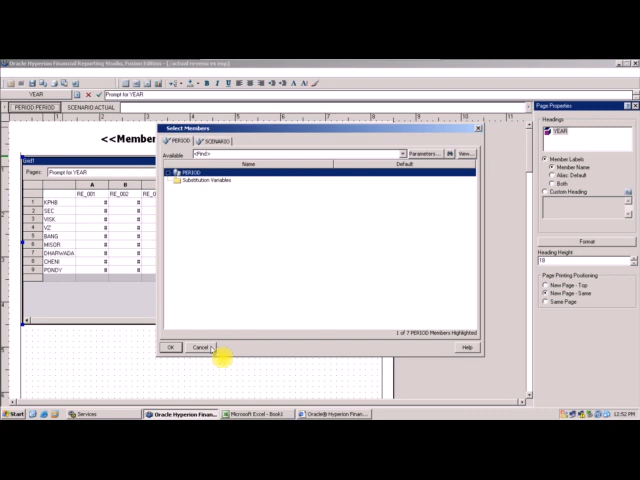 Oracle Hyperion Financial Reporting Studio, Fusion Edition
YEAR
Prompt for YEAR
PERIOD:PERIOD
SCENARIO:ACTUAL
<<Member
Grid1
Pages:
Prompt for YEAR
A
B
RE_001
RE_002
1 KPHB # #
2 SEC # #
3 VISK # #
4 VZ # #
5 BANG # #
6 MISOR # #
7 DHARWADA # #
8 CHENI # #
9 PONDY # #
Select Members
PERIOD
SCENARIO
Available
<Find>
Parameters...
View...
Name
Default
PERIOD
Substitution Variables
1 of 7 PERIOD Members Highlighted
OK
Cancel
Help
Page Properties
Headings
YEAR
Member Labels
Member Name
Alias: Default
Both
Custom Heading
Format
Heading Height
18
Page Printing Positioning
New Page - Top
New Page - Same
Same Page
Start
Services
Oracle Hyperion Finan...
Microsoft Excel - Book1
Oracle® Hyperion Finan...
12:52 PM